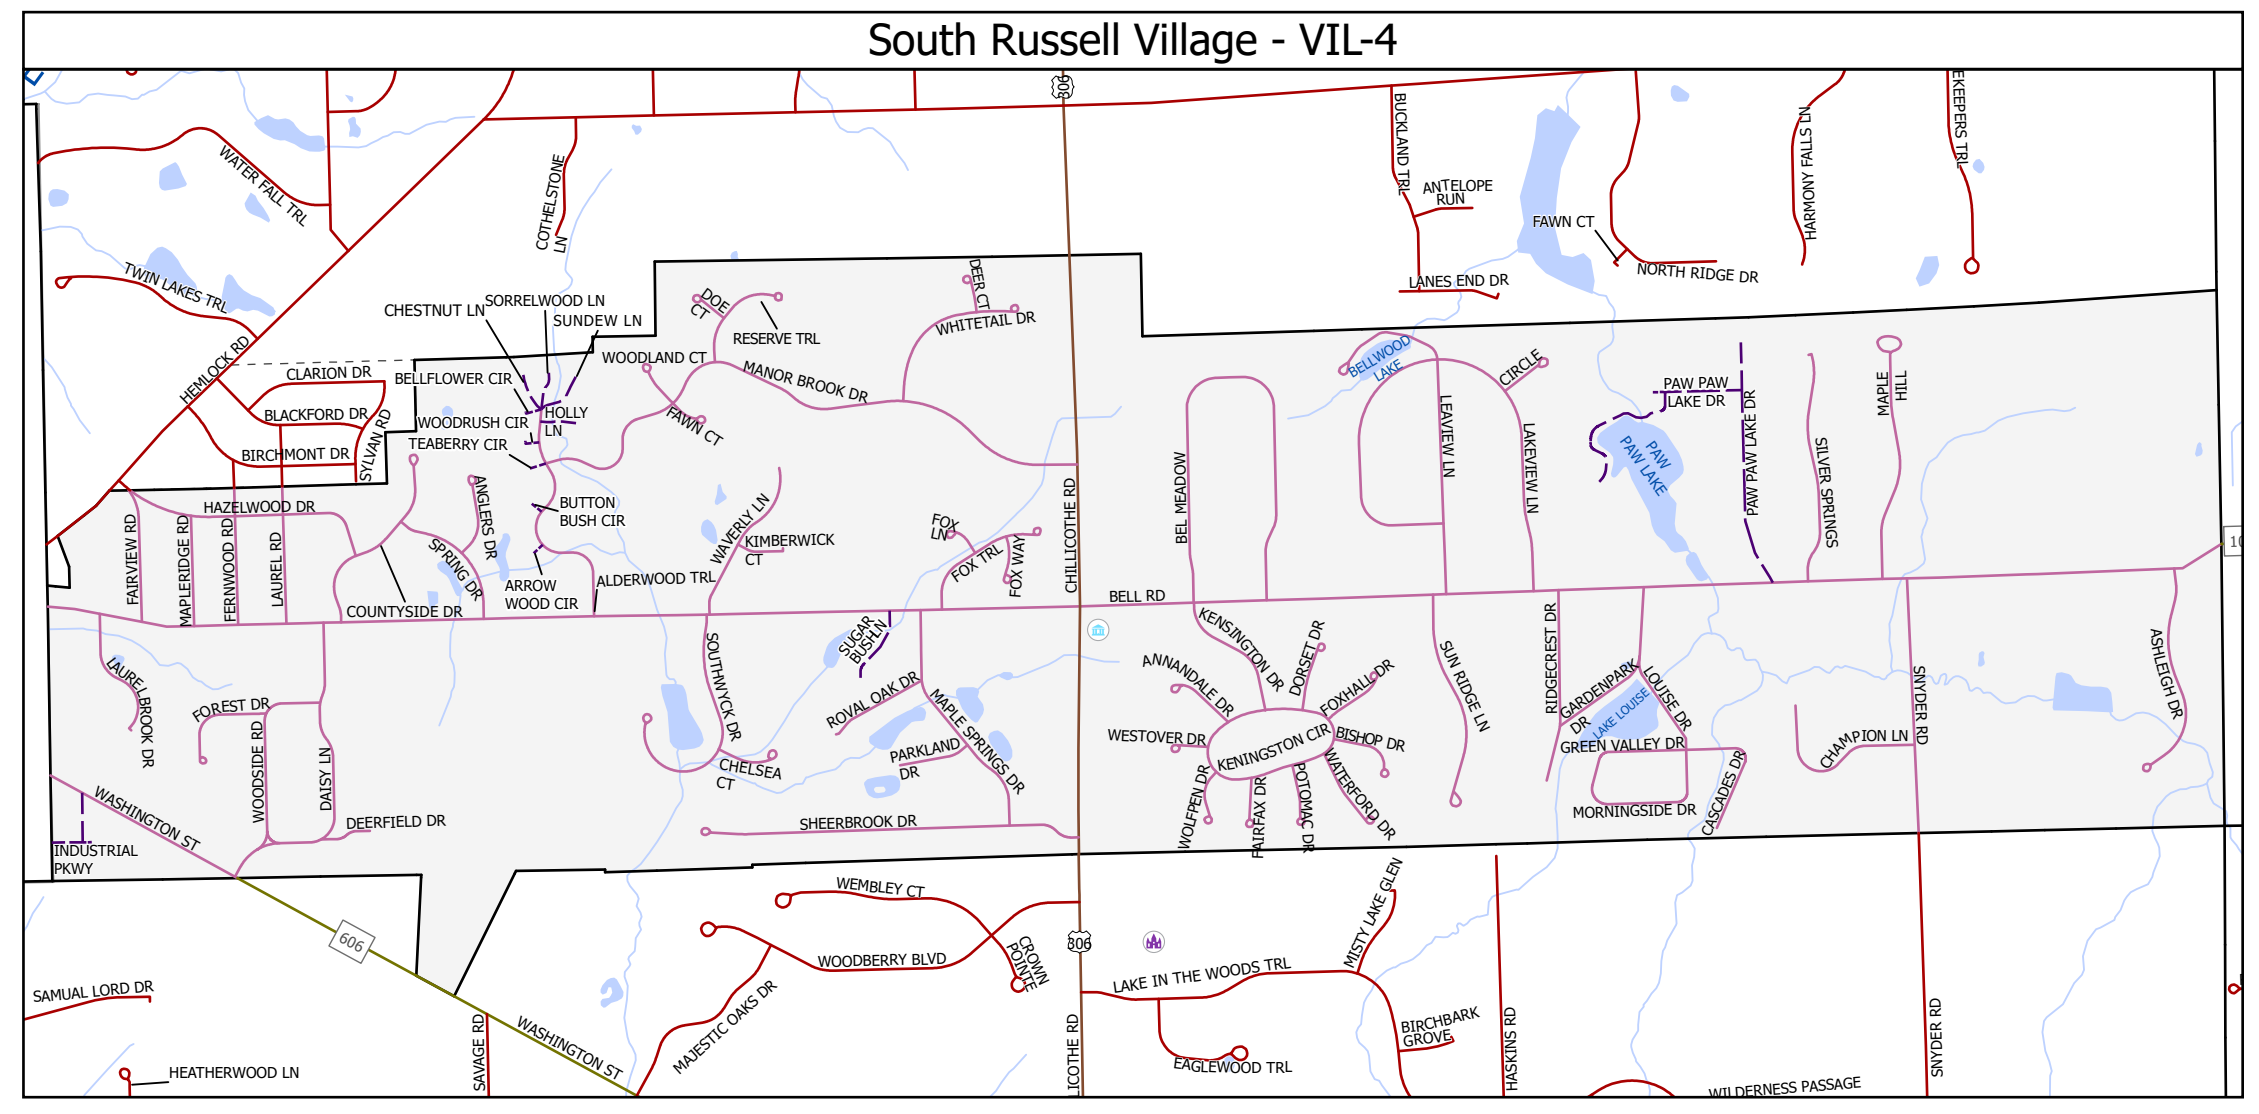 South Russell Village - VIL-4
306
BUCKLAND TRL
EKEEPERS TRL
HARMONY FALLS LN
WATER FALL TRL
COTHELSTONE
LN
ANTELOPE
RUN
FAWN CT
NORTH RIDGE DR
LANES END DR
TWIN LAKES TRL
CHESTNUT LN
SORRELWOOD LN
SUNDEW LN
DOE
CT
RESERVE TRL
DEER CT
WHITETAIL DR
HEMLOCK RD
CLARION DR
BELLFLOWER CIR
WOODLAND CT
MANOR BROOK DR
BELLWOOD
LAKE
CIRCLE
PAW PAW
LAKE DR
MAPLE
HILL
BLACKFORD DR
SYLVAN RD
WOODRUSH CIR
HOLLY
LN
FAWN CT
TEABERRY CIR
BIRCHMONT DR
LEAVIEW LN
LAKEVIEW LN
PAW
PAW LAKE
PAW PAW LAKE DR
SILVER SPRINGS
BEL MEADOW
HAZELWOOD DR
ANGLERS DR
BUTTON
BUSH CIR
WAVERLY LN
KIMBERWICK
CT
FOX
LN
FOX TRL
FOX WAY
CHILLICOTHE RD
FAIRVIEW RD
MAPLERIDGE RD
FERNWOOD RD
LAUREL RD
SPRING DR
COUNTYSIDE DR
ARROW
WOOD CIR
ALDERWOOD TRL
BELL RD
10
SUGAR
BUSH LN
SOUTHWYCK DR
KENSINGTON DR
DORSET DR
ANNANDALE DR
FOXHALL DR
SUN RIDGE LN
RIDGECREST DR
GARDENPARK
DR
LOUISE DR
LAKE LOUISE
SNYDER RD
ASHLEIGH DR
LAURELBROOK DR
FOREST DR
WOODSIDE RD
DAISY LN
ROYAL OAK DR
MAPLE SPRINGS DR
PARKLAND
DR
WESTOVER DR
KENINGSTON CIR
BISHOP DR
GREEN VALLEY DR
CHAMPION LN
CHELSEA
CT
WOLFPEN DR
FAIRFAX DR
POTOMAC DR
WATERFORD DR
MORNINGSIDE DR
CASCADES DR
WASHINGTON ST
INDUSTRIAL
PKWY
DEERFIELD DR
SHEERBROOK DR
WEMBLEY CT
MISTY LAKE GLEN
606
306
WOODBERRY BLVD
CROWN
POINTE
LAKE IN THE WOODS TRL
SAMUAL LORD DR
MAJESTIC OAKS DR
SAVAGE RD
WASHINGTON ST
LICOTHE RD
BIRCHBARK
GROVE
HASKINS RD
SNYDER RD
HEATHERWOOD LN
EAGLEWOOD TRL
WILDERNESS PASSAGE